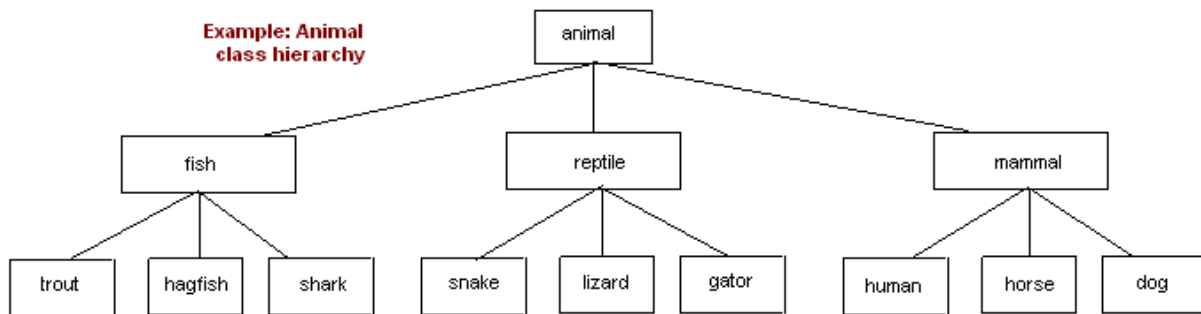 Example: Animal
class hierarchy
animal
fish
reptile
mammal
trout
hagfish
shark
snake
lizard
gator
human
horse
dog